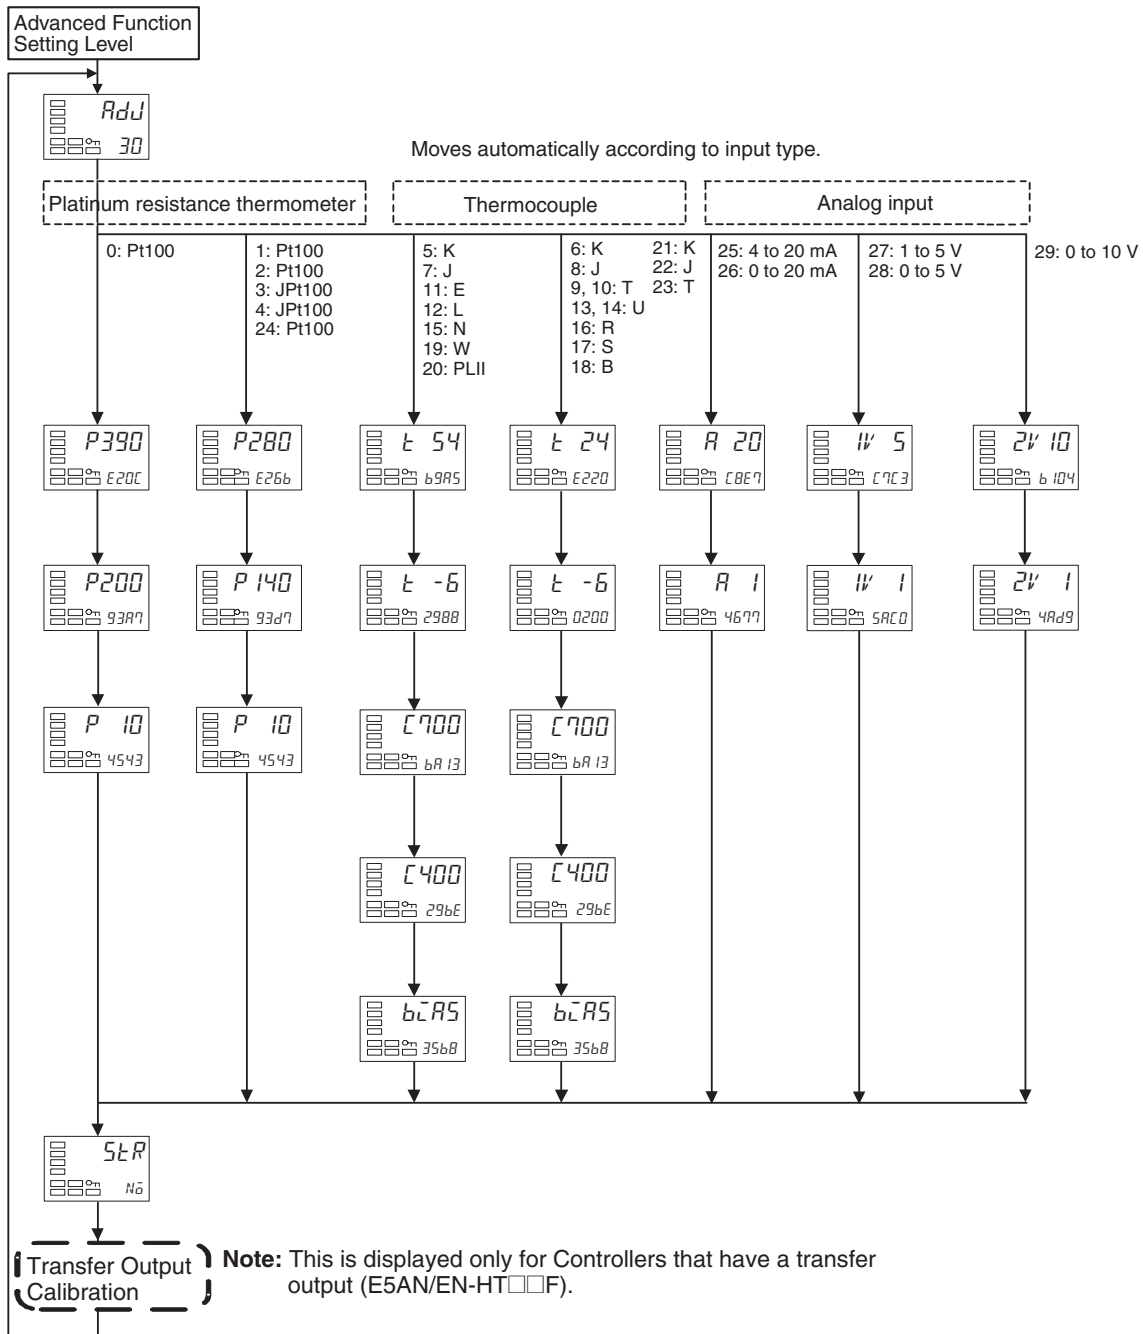 Advanced Function
Setting Level
AdJ
30
Moves automatically according to input type.
Platinum resistance thermometer
Thermocouple
Analog input
0: Pt100
1: Pt100
2: Pt100
3: JPt100
4: JPt100
24: Pt100
5: K
7: J
11: E
12: L
15: N
19: W
20: PLII
6: K
8: J
9, 10: T
13, 14: U
16: R
17: S
18: B
21: K
22: J
23: T
25: 4 to 20 mA
26: 0 to 20 mA
27: 1 to 5 V
28: 0 to 5 V
29: 0 to 10 V
P390
E20C
P280
E26b
t 54
b9A5
t 24
E220
A 20
C8E7
1V 5
C7C3
2V 10
b104
P200
93A7
P140
93d7
t -6
2988
t -6
0200
A 1
4677
1V 1
5AC0
2V 1
4Ad9
P 10
4543
P 10
4543
C700
bA13
C700
bA13
C400
29bE
C400
29bE
biAS
35b8
biAS
35b8
StR
No
Transfer Output
Calibration
Note: This is displayed only for Controllers that have a transfer
output (E5AN/EN-HT□□F).